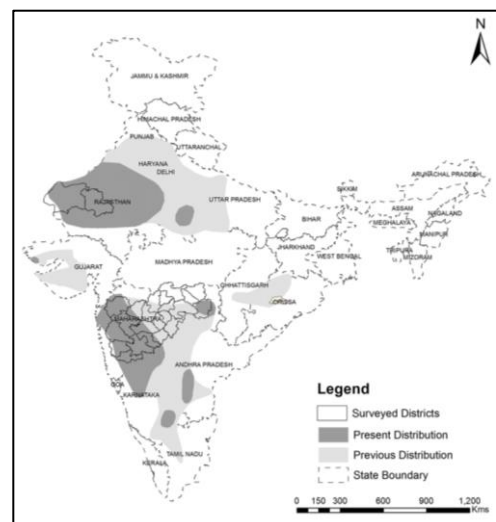 N
JAMMU & KASHMIR
HIMACHAL PRADESH
PUNJAB
UTTARANCHAL
HARYANA
DELHI
ARUNACHAL PRADESH
SIKKIM
RAJASTHAN
UTTAR PRADESH
ASSAM
NAGALAND
BIHAR
MEGHALAYA
MANIPUR
JHARKHAND
TRIPURA
WEST BENGAL
MIZORAM
GUJARAT
MADHYA PRADESH
CHHATTISGARH
ORISSA
MAHARASHTRA
ANDHRA PRADESH
GOA
KARNATAKA
TAMIL NADU
KERALA
Legend
Surveyed Districts
Present Distribution
Previous Distribution
State Boundary
0 150 300 600 900 1,200
Kms